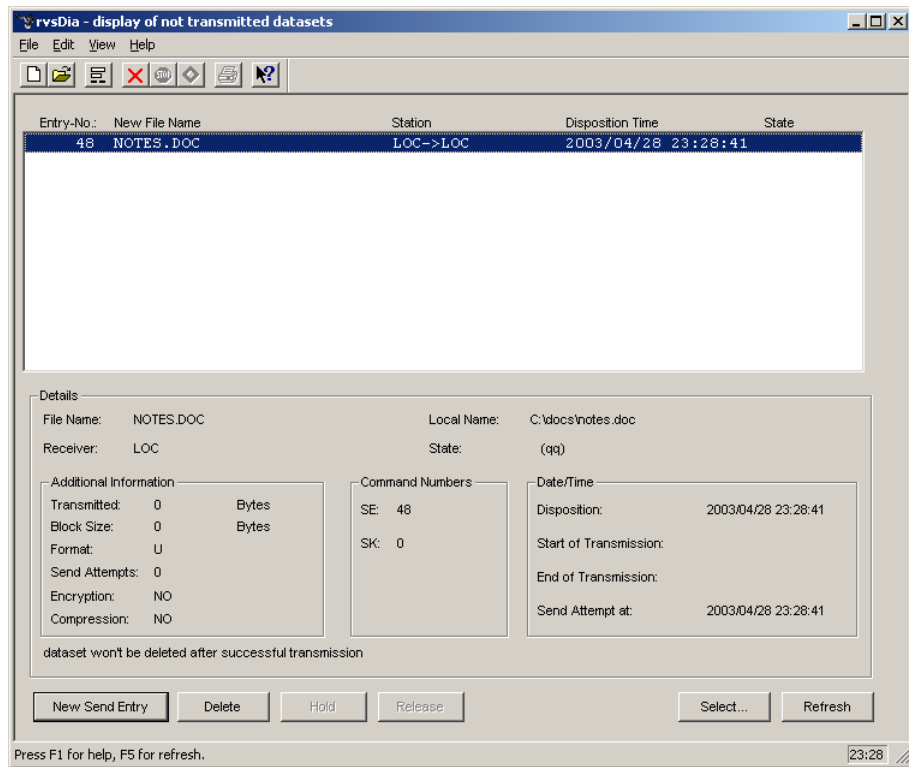 rvsDia - display of not transmitted datasets
File Edit View Help
STOP
Entry-No.: New File Name Station Disposition Time State
48 NOTES.DOC LOC->LOC 2003/04/28 23:28:41
Details
File Name: NOTES.DOC Local Name: C:\docs\notes.doc
Receiver: LOC State: (qq)
Additional Information Command Numbers Date/Time
Transmitted: 0 Bytes SE: 48 Disposition: 2003/04/28 23:28:41
Block Size: 0 Bytes
Format: U SK: 0 Start of Transmission:
Send Attempts: 0 End of Transmission:
Encryption: NO
Compression: NO Send Attempt at: 2003/04/28 23:28:41
dataset won't be deleted after successful transmission
New Send Entry Delete Hold Release Select... Refresh
Press F1 for help, F5 for refresh. 23:28